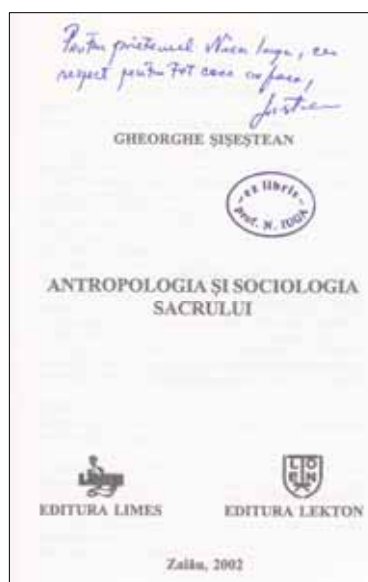 Pentru prietenul Nicu Iuga, cu
respect pentru tot ceea ce face,
GHEORGHE ȘIȘEȘTEAN
ex libris
prof. N. IUGA
ANTROPOLOGIA ȘI SOCIOLOGIA
SACRULUI
EDITURA LIMES
EDITURA LEKTON
Zalău, 2002